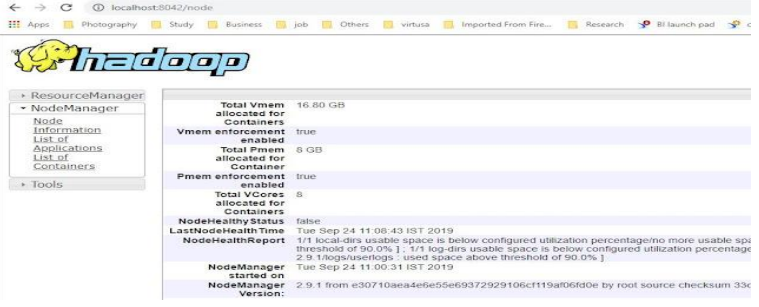 localhost:8042/node
Apps Photography Study Business job Others virtusa Imported From Fire... Research BI launch pad
hadoop
ResourceManager
NodeManager
Node
Information
List of
Applications
List of
Containers
Tools
Total Vmem
allocated for
Containers
16.80 GB
Vmem enforcement
enabled
true
Total Pmem
allocated for
Container
8 GB
Pmem enforcement
enabled
true
Total VCores
allocated for
Containers
8
NodeHealthyStatus false
LastNodeHealthTime Tue Sep 24 11:08:43 IST 2019
NodeHealthReport 1/1 local-dirs usable space is below configured utilization percentage/no more usable spa
threshold of 90.0% ] ; 1/1 log-dirs usable space is below configured utilization percentage
2.9.1/logs/userlogs : used space above threshold of 90.0% ]
NodeManager
started on
Tue Sep 24 11:00:31 IST 2019
NodeManager
Version:
2.9.1 from e30710aea4e6e55e69372929106cf119af06fd0e by root source checksum 33